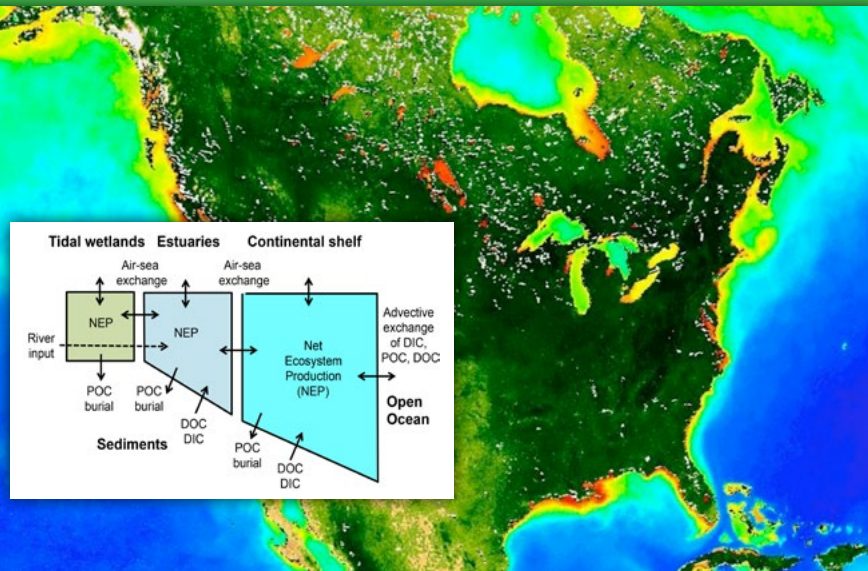 Tidal wetlands Estuaries Continental shelf
Air-sea
exchange
Air-sea
exchange
NEP
NEP
River
input
Net
Ecosystem
Production
(NEP)
Advective
exchange
of DIC,
POC, DOC
POC
burial
POC
burial
DOC
DIC
Sediments
POC
burial
DOC
DIC
Open
Ocean